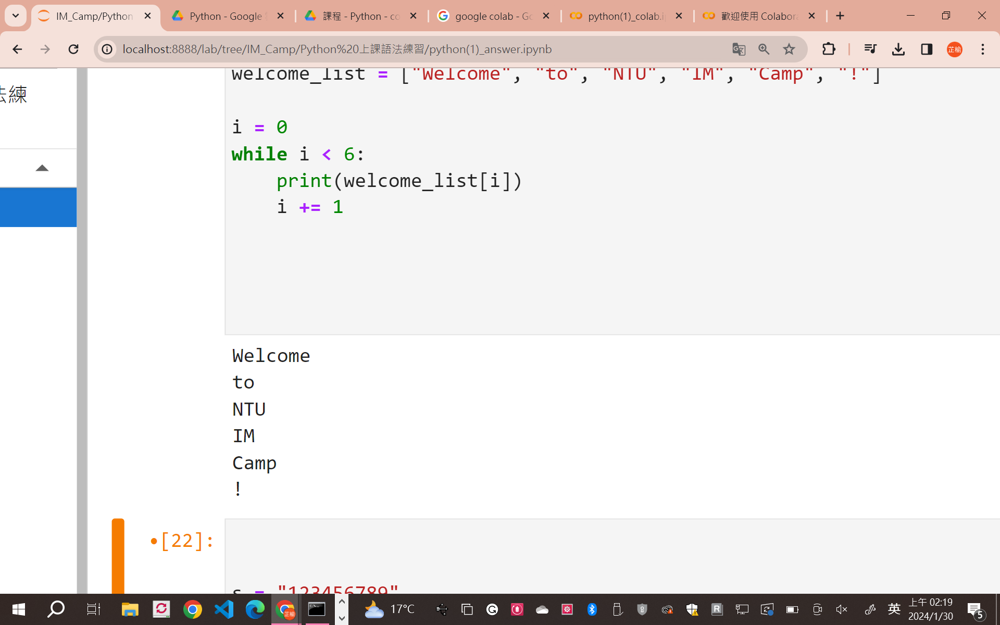 IM_Camp/Python
Python - Google
課程 - Python - co
google colab - Go
python(1)_colab.i
歡迎使用 Colabora
localhost:8888/lab/tree/IM_Camp/Python%20上課語法練習/python(1)_answer.ipynb
芷榆
法練
welcome_list = ["Welcome", "to", "NTU", "IM", "Camp", "!"]
i = 0
while i < 6:
print(welcome_list[i])
i += 1
Welcome
to
NTU
IM
Camp
!
•[22]:
s = "123456789"
17°C
英
上午 02:19
2024/1/30
5